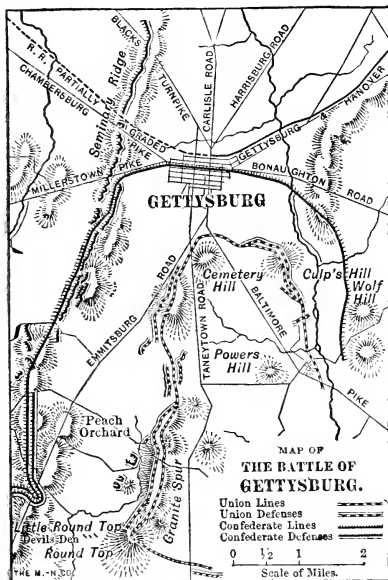 BLACKS
TURNPIKE
CARLISLE ROAD
HARRISBURG ROAD
R.R. PARTIALLY
GRADED
CHAMBERSBURG
PIKE
Seminary Ridge
GETTYSBURG
HANOVER
MILLERSTOWN PIKE
BONAUGHTON
ROAD
GETTYSBURG
EMMITSBURG ROAD
Cemetery
Hill
Culp's Hill
Wolf
Hill
TANEYTOWN ROAD
BALTIMORE
PIKE
Powers
Hill
Peach
Orchard
Granite Spur
Little Round Top
Devils Den
Round Top
THE M.-N. CO.
MAP OF
THE BATTLE OF
GETTYSBURG.
Union Lines
Union Defenses
Confederate Lines
Confederate Defenses
0 ½ 1 2
Scale of Miles.